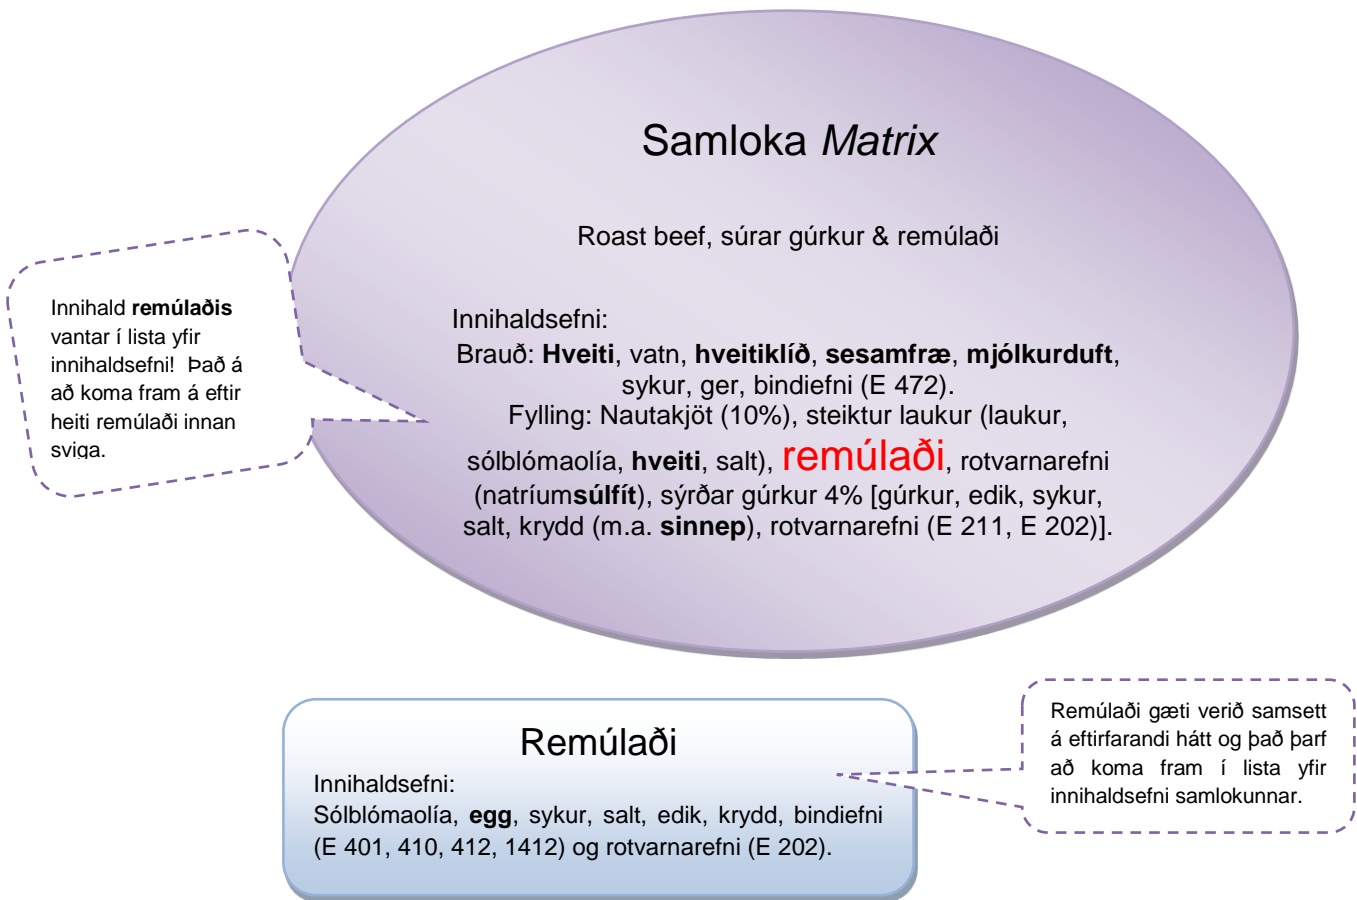 Samloka Matrix
Roast beef, súrar gúrkur & remúlaði
Innihaldsefni:
Brauð: Hveiti, vatn, hveitiklíð, sesamfræ, mjólkurduft,
sykur, ger, bindiefni (E 472).
Fylling: Nautakjöt (10%), steiktur laukur (laukur,
sólblómaolía, hveiti, salt), remúlaði, rotvarnarefni
(natríumsúlfít), sýrðar gúrkur 4% [gúrkur, edik, sykur,
salt, krydd (m.a. sinnep), rotvarnarefni (E 211, E 202)].
Innihald remúlaðis
vantar í lista yfir
innihaldsefni! Það á
að koma fram á eftir
heiti remúlaði innan
sviga.
Remúlaði
Innihaldsefni:
Sólblómaolía, egg, sykur, salt, edik, krydd, bindiefni
(E 401, 410, 412, 1412) og rotvarnarefni (E 202).
Remúlaði gæti verið samsett
á eftirfarandi hátt og það þarf
að koma fram í lista yfir
innihaldsefni samlokunnar.